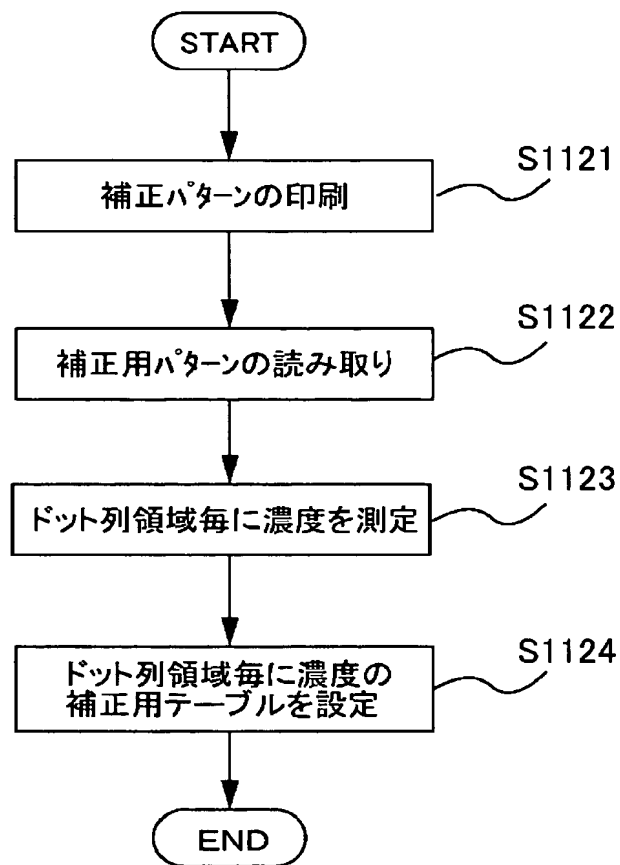 START
S1121
補正パターンの印刷
S1122
補正用パターンの読み取り
S1123
ドット列領域毎に濃度を測定
S1124
ドット列領域毎に濃度の
補正用テーブルを設定
END